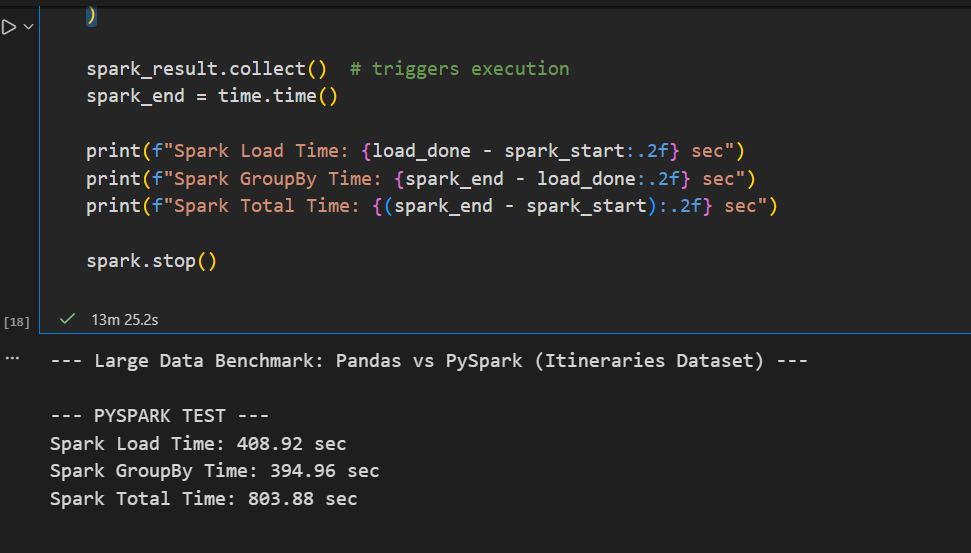 )
spark_result.collect()  # triggers execution
spark_end = time.time()
print(f"Spark Load Time: {load_done - spark_start:.2f} sec")
print(f"Spark GroupBy Time: {spark_end - load_done:.2f} sec")
print(f"Spark Total Time: {(spark_end - spark_start):.2f} sec")
spark.stop()
[18]
13m 25.2s
...
--- Large Data Benchmark: Pandas vs PySpark (Itineraries Dataset) ---
--- PYSPARK TEST ---
Spark Load Time: 408.92 sec
Spark GroupBy Time: 394.96 sec
Spark Total Time: 803.88 sec